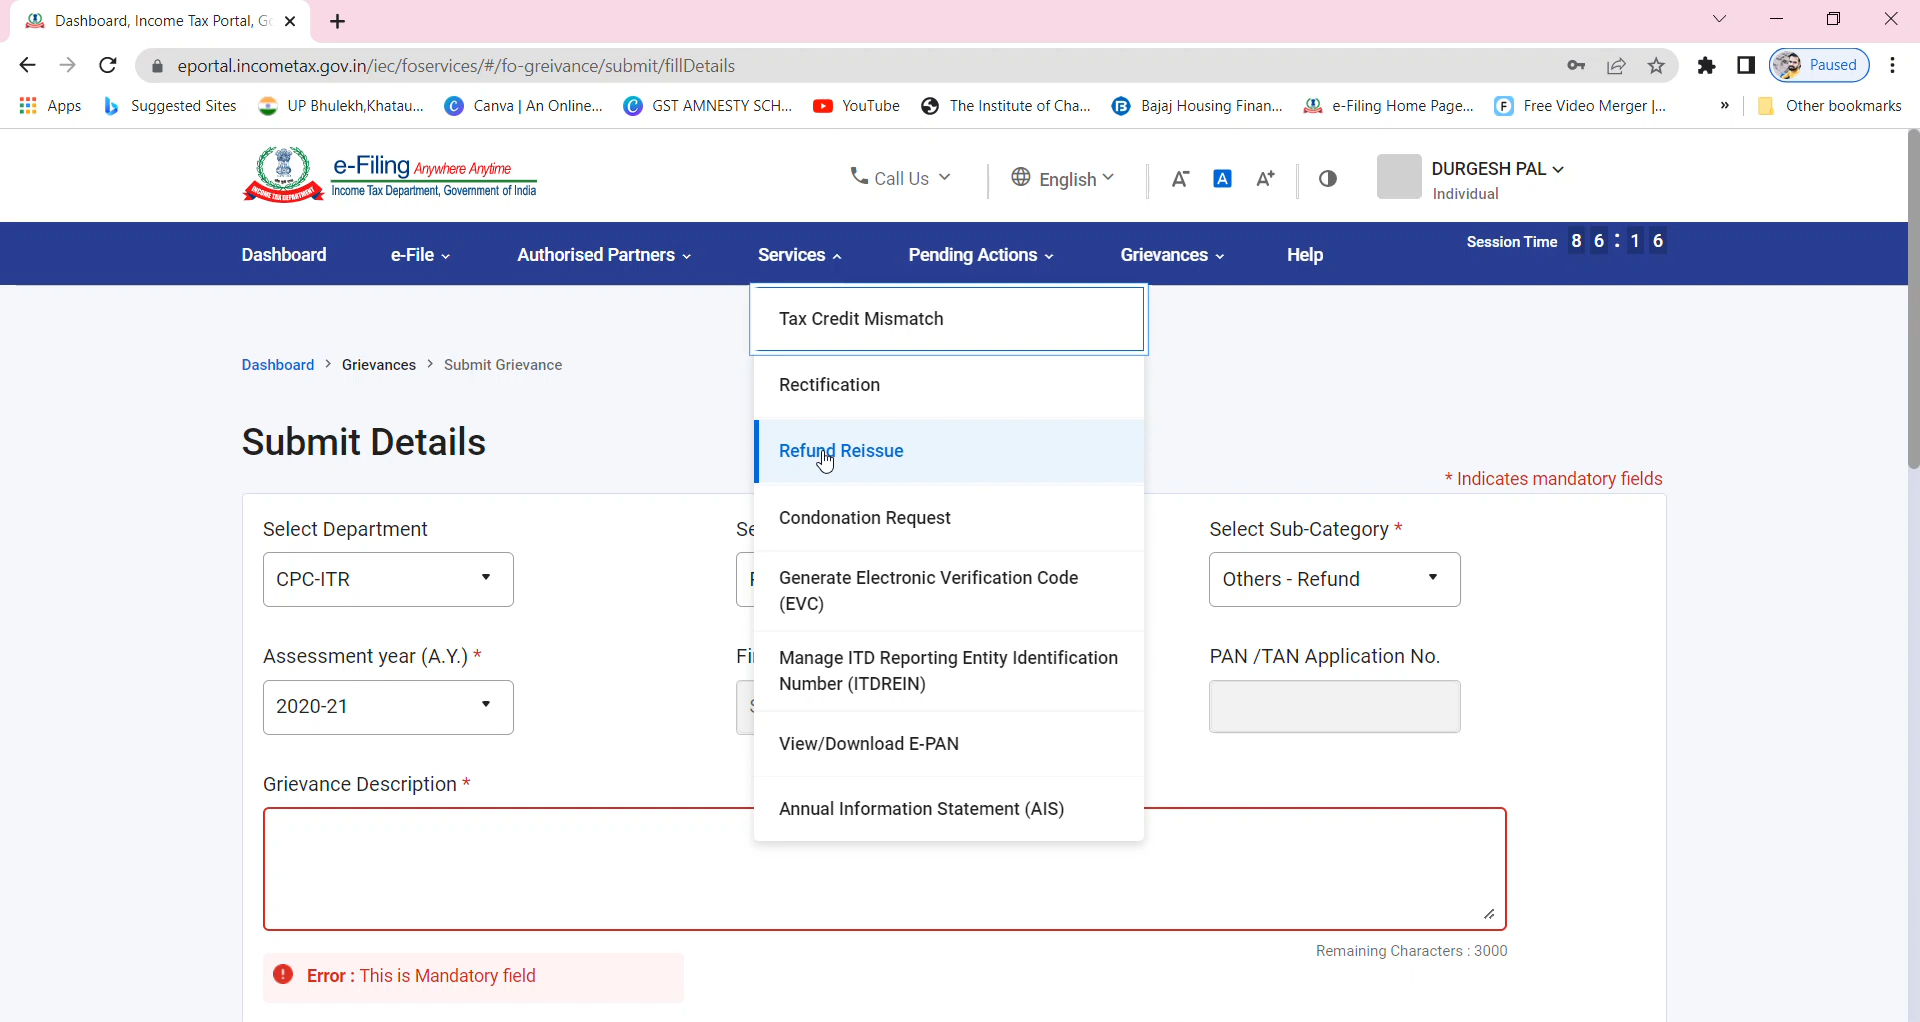 Dashboard, Income Tax Portal, G
eportal.incometax.gov.in/iec/foservices/#/fo-greivance/submit/fillDetails
Paused
Apps
Suggested Sites
UP Bhulekh,Khatau...
Canva | An Online...
GST AMNESTY SCH...
YouTube
The Institute of Cha...
Bajaj Housing Finan...
e-Filing Home Page...
Free Video Merger |...
»
Other bookmarks
e-Filing Anywhere Anytime
Income Tax Department, Government of India
INCOME TAX DEPARTMENT
Call Us
English
A-
A
A+
DURGESH PAL
Individual
Dashboard
e-File
Authorised Partners
Services
Pending Actions
Grievances
Help
Session Time 8 6 : 1 6
Tax Credit Mismatch
Rectification
Refund Reissue
Condonation Request
Generate Electronic Verification Code
(EVC)
Manage ITD Reporting Entity Identification
Number (ITDREIN)
View/Download E-PAN
Annual Information Statement (AIS)
Dashboard > Grievances > Submit Grievance
Submit Details
* Indicates mandatory fields
Select Department
CPC-ITR
Select Sub-Category *
Others - Refund
Assessment year (A.Y.) *
2020-21
PAN /TAN Application No.
Grievance Description *
Remaining Characters : 3000
Error : This is Mandatory field